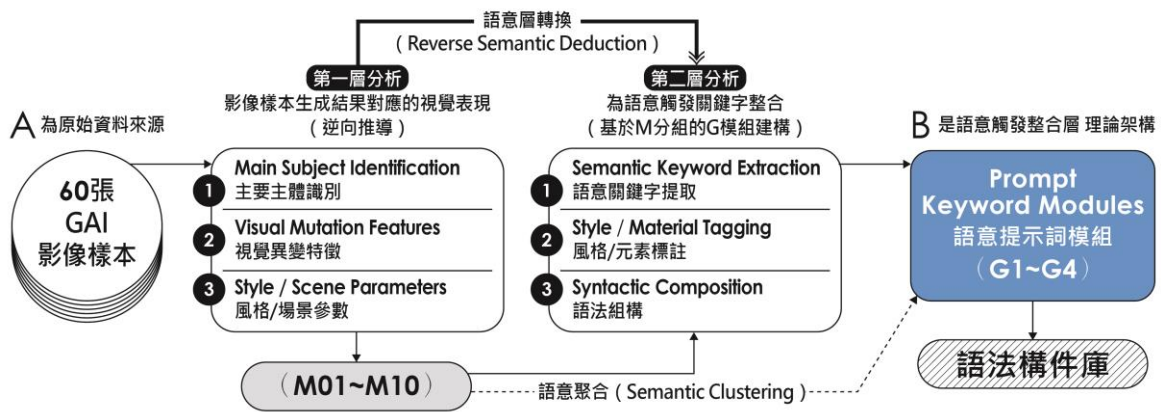 語意層轉換
（Reverse Semantic Deduction）
第一層分析
影像樣本生成結果對應的視覺表現
（逆向推導）
第二層分析
為語意觸發關鍵字整合
（基於M分組的G模組建構）
A 為原始資料來源
60張
GAI
影像樣本
1 Main Subject Identification
主要主體識別
2 Visual Mutation Features
視覺異變特徵
3 Style / Scene Parameters
風格/場景參數
（M01~M10）
1 Semantic Keyword Extraction
語意關鍵字提取
2 Style / Material Tagging
風格/元素標註
3 Syntactic Composition
語法組構
語意聚合（Semantic Clustering）
B 是語意觸發整合層 理論架構
Prompt
Keyword Modules
語意提示詞模組
（G1~G4）
語法構件庫